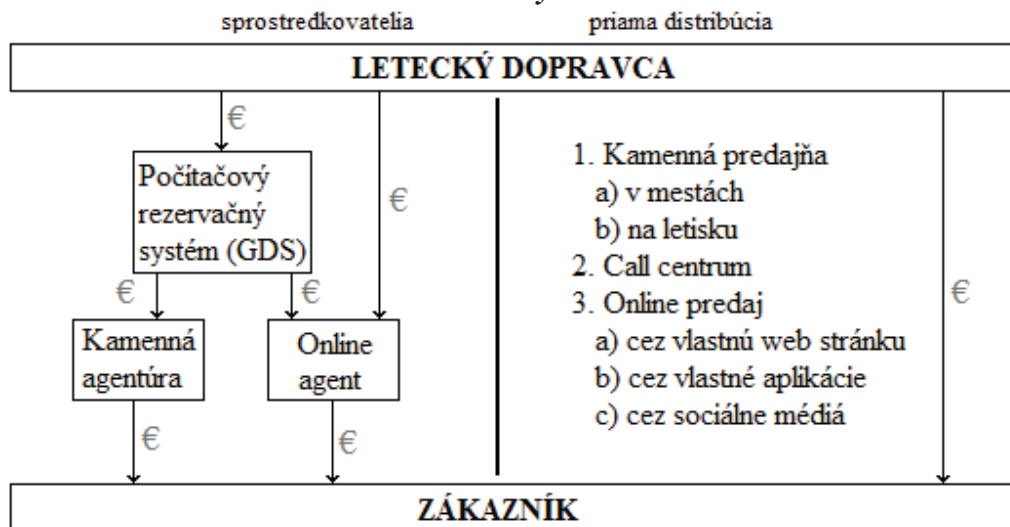 sprostredkovatelia
priama distribúcia
LETECKÝ DOPRAVCA
€
Počítačový
rezervačný
systém (GDS)
€
€
€
Kamenná
agentúra
Online
agent
€
€
1. Kamenná predajňa
a) v mestách
b) na letisku
2. Call centrum
3. Online predaj
a) cez vlastnú web stránku
b) cez vlastné aplikácie
c) cez sociálne médiá
€
ZÁKAZNÍK